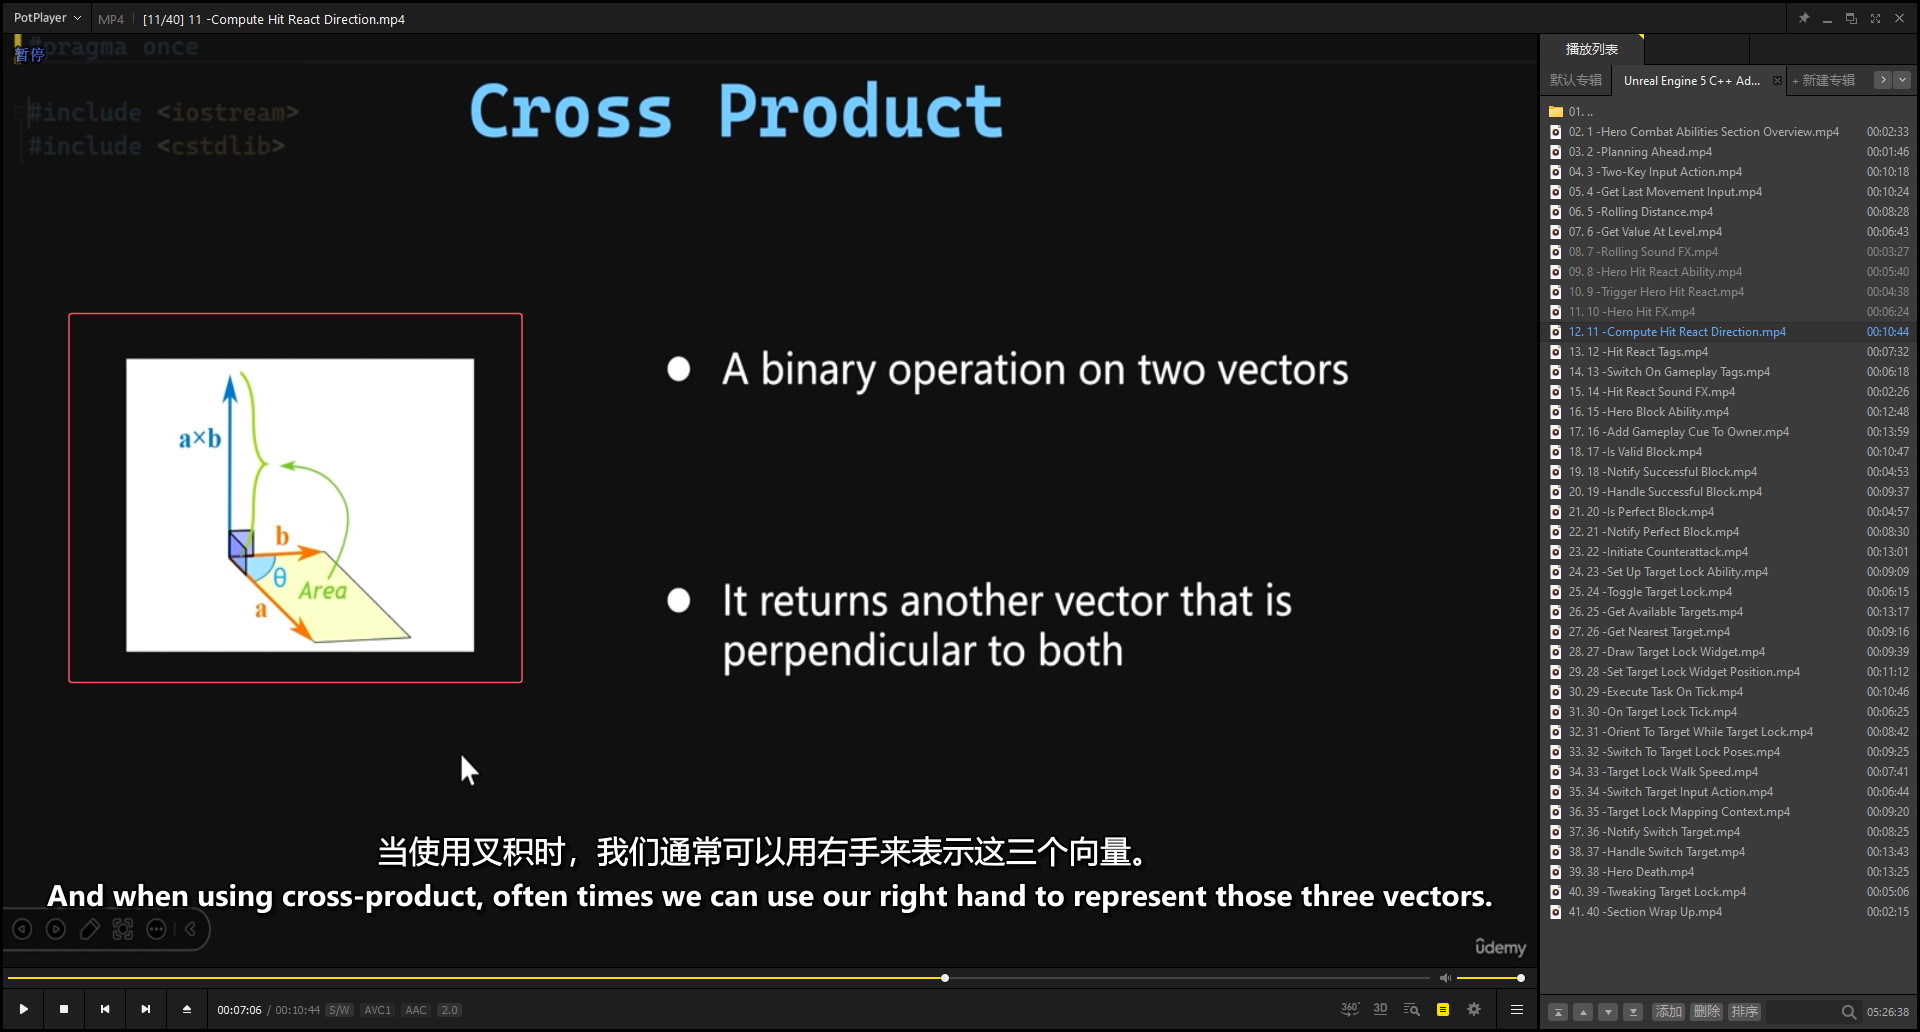 PotPlayer MP4 [11/40] 11 -Compute Hit React Direction.mp4
#pragma once
暂停
#include <iostream>
#include <cstdlib>
Cross Product
a×b
b
θ
Area
a
● A binary operation on two vectors
● It returns another vector that is
perpendicular to both
当使用叉积时，我们通常可以用右手来表示这三个向量。
And when using cross-product, often times we can use our right hand to represent those three vectors.
ûdemy
00:07:06 / 00:10:44 S/W AVC1 AAC 2.0
360° 3D
播放列表
默认专辑 Unreal Engine 5 C++ Ad... + 新建专辑
01. ..
02. 1 -Hero Combat Abilities Section Overview.mp4 00:02:33
03. 2 -Planning Ahead.mp4 00:01:46
04. 3 -Two-Key Input Action.mp4 00:10:18
05. 4 -Get Last Movement Input.mp4 00:10:24
06. 5 -Rolling Distance.mp4 00:08:28
07. 6 -Get Value At Level.mp4 00:06:43
08. 7 -Rolling Sound FX.mp4 00:03:27
09. 8 -Hero Hit React Ability.mp4 00:05:40
10. 9 -Trigger Hero Hit React.mp4 00:04:38
11. 10 -Hero Hit FX.mp4 00:06:24
12. 11 -Compute Hit React Direction.mp4 00:10:44
13. 12 -Hit React Tags.mp4 00:07:32
14. 13 -Switch On Gameplay Tags.mp4 00:06:18
15. 14 -Hit React Sound FX.mp4 00:02:26
16. 15 -Hero Block Ability.mp4 00:12:48
17. 16 -Add Gameplay Cue To Owner.mp4 00:13:59
18. 17 -Is Valid Block.mp4 00:10:47
19. 18 -Notify Successful Block.mp4 00:04:53
20. 19 -Handle Successful Block.mp4 00:09:37
21. 20 -Is Perfect Block.mp4 00:04:57
22. 21 -Notify Perfect Block.mp4 00:08:30
23. 22 -Initiate Counterattack.mp4 00:13:01
24. 23 -Set Up Target Lock Ability.mp4 00:09:09
25. 24 -Toggle Target Lock.mp4 00:06:15
26. 25 -Get Available Targets.mp4 00:13:17
27. 26 -Get Nearest Target.mp4 00:09:16
28. 27 -Draw Target Lock Widget.mp4 00:09:39
29. 28 -Set Target Lock Widget Position.mp4 00:11:12
30. 29 -Execute Task On Tick.mp4 00:10:46
31. 30 -On Target Lock Tick.mp4 00:06:25
32. 31 -Orient To Target While Target Lock.mp4 00:08:42
33. 32 -Switch To Target Lock Poses.mp4 00:09:25
34. 33 -Target Lock Walk Speed.mp4 00:07:41
35. 34 -Switch Target Input Action.mp4 00:06:44
36. 35 -Target Lock Mapping Context.mp4 00:09:20
37. 36 -Notify Switch Target.mp4 00:08:25
38. 37 -Handle Switch Target.mp4 00:13:43
39. 38 -Hero Death.mp4 00:13:25
40. 39 -Tweaking Target Lock.mp4 00:05:06
41. 40 -Section Wrap Up.mp4 00:02:15
添加 删除 排序 05:26:38